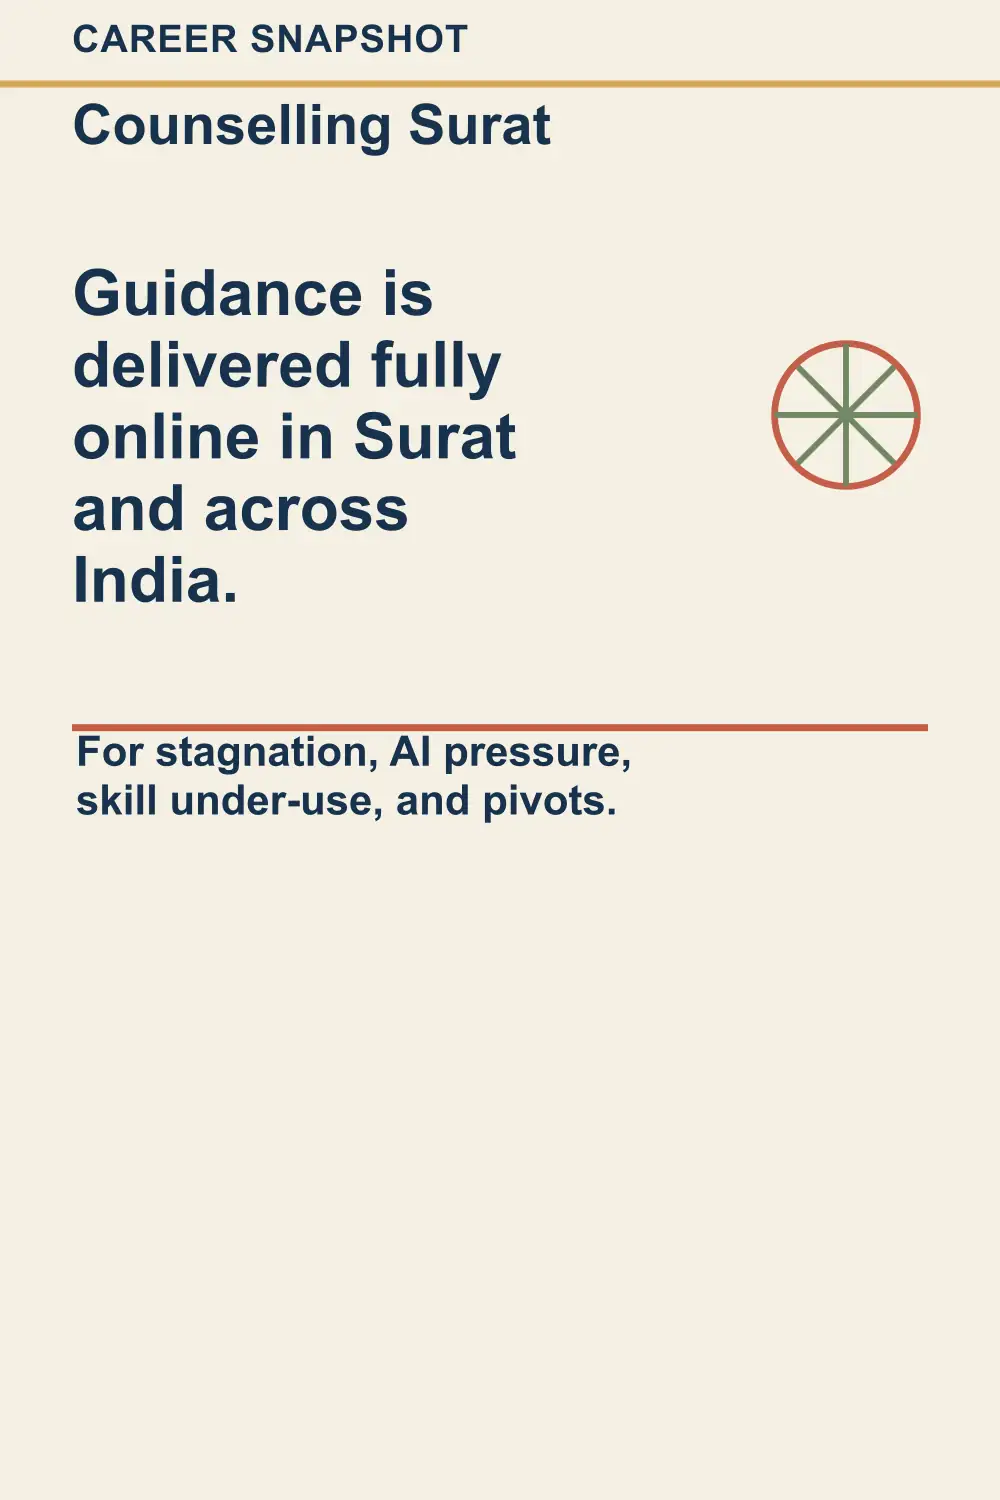 CAREER SNAPSHOT
Counselling Surat
Guidance is
delivered fully
online in Surat
and across
India.
For stagnation, AI pressure,
skill under-use, and pivots.